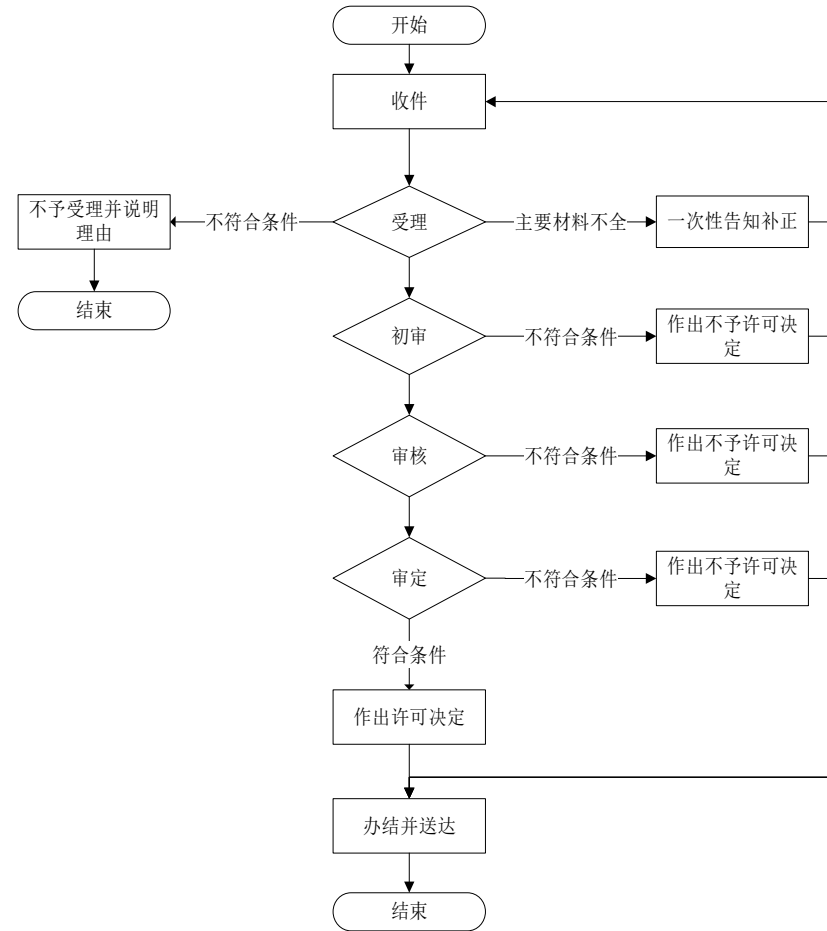 开始
收件
不予受理并说明
理由
不符合条件
受理
主要材料不全
一次性告知补正
结束
初审
不符合条件
作出不予许可决
定
审核
不符合条件
作出不予许可决
定
审定
不符合条件
作出不予许可决
定
符合条件
作出许可决定
办结并送达
结束